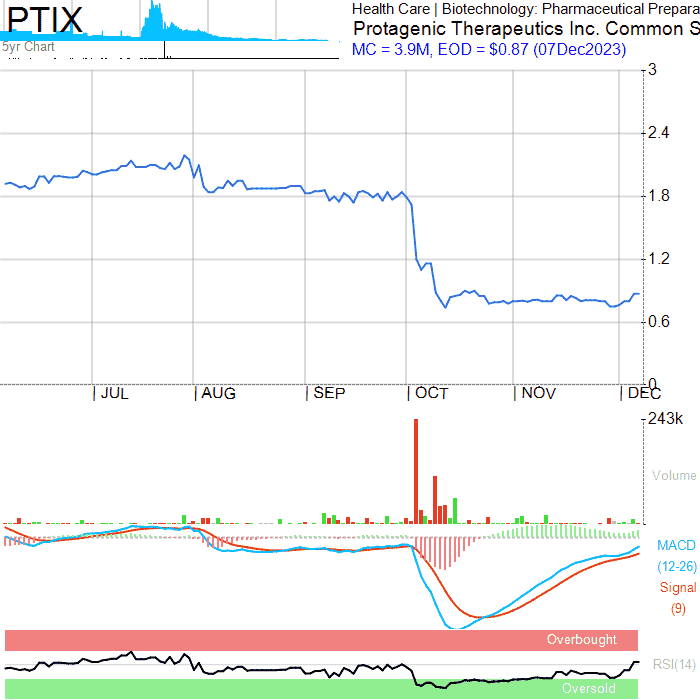 PTIX
Health Care | Biotechnology: Pharmaceutical Prepara
Protagenic Therapeutics Inc. Common S
MC = 3.9M, EOD = $0.87 (07Dec2023)
5yr Chart
3
2.4
1.8
1.2
0.6
0
| JUL | AUG | SEP | OCT | NOV | DEC
243k
Volume
MACD
(12-26)
Signal
(9)
Overbought
RSI(14)
Oversold